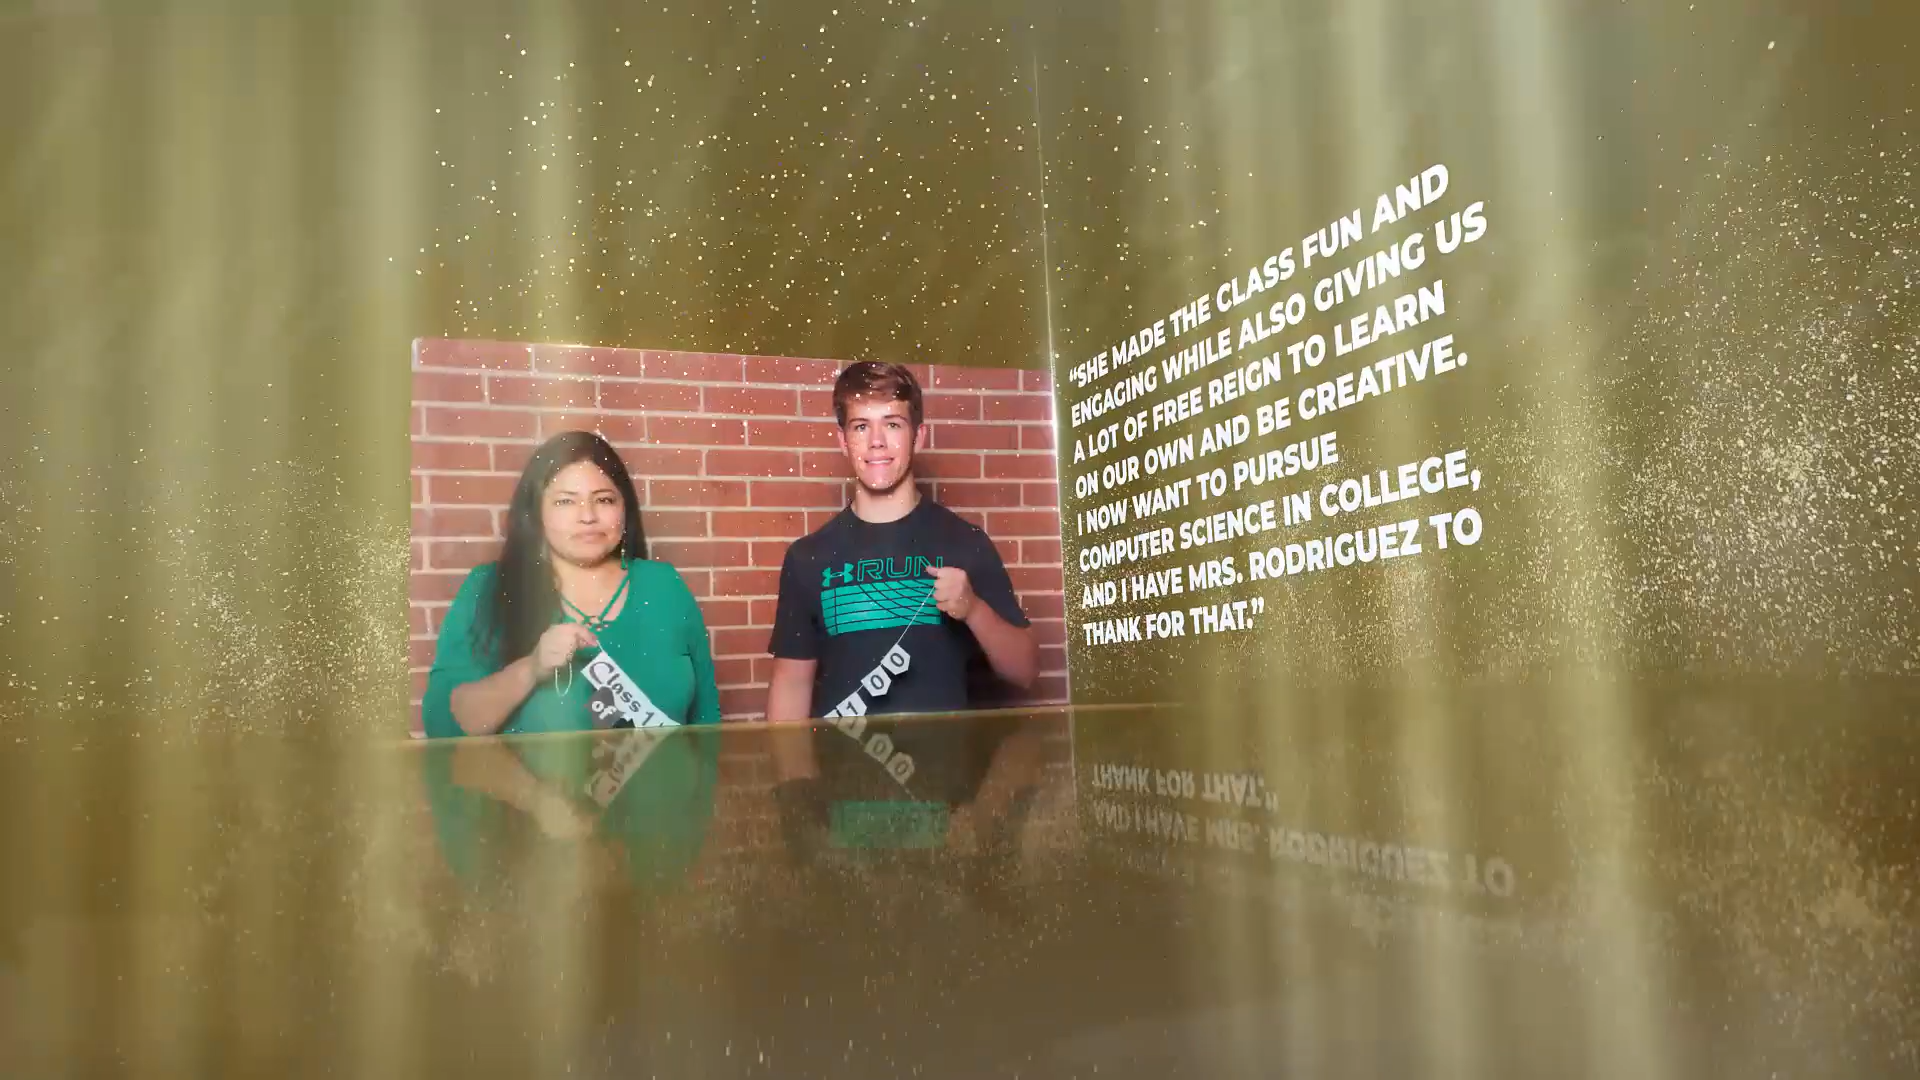 “SHE MADE THE CLASS FUN AND
ENGAGING WHILE ALSO GIVING US
A LOT OF FREE REIGN TO LEARN
ON OUR OWN AND BE CREATIVE.
I NOW WANT TO PURSUE
COMPUTER SCIENCE IN COLLEGE,
AND I HAVE MRS. RODRIGUEZ TO
THANK FOR THAT.”
RUN
Class
of
1
100